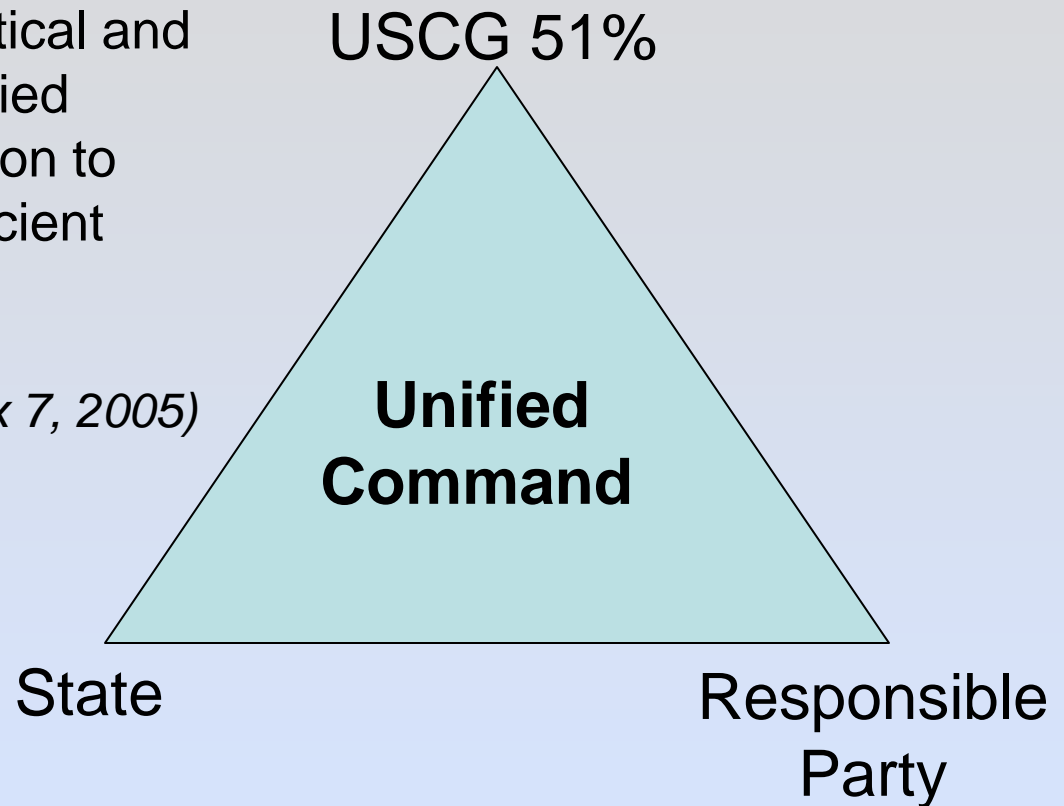 tical and
ied
on to
cient
x 7, 2005)
USCG 51%
Unified
Command
State
Responsible
Party